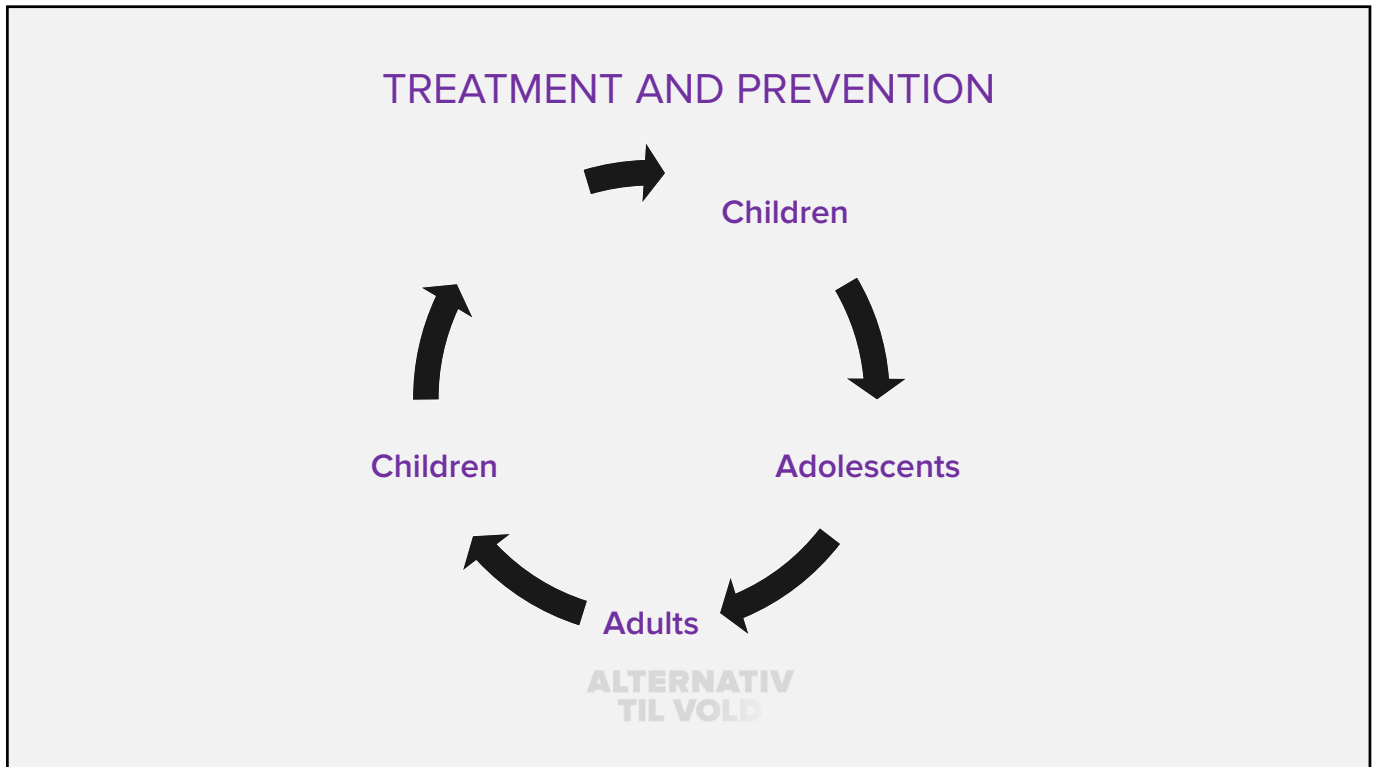 TREATMENT AND PREVENTION
Children
Adolescents
Adults
Children
ALTERNATIV
TIL VOLD